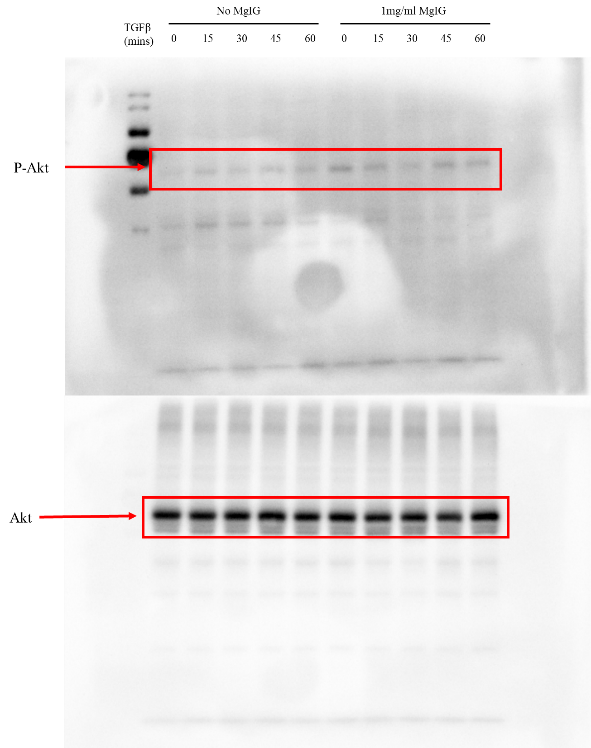 No MgIG 1mg/ml MgIG
TGFβ
(mins) 0 15 30 45 60 0 15 30 45 60
P-Akt
Akt